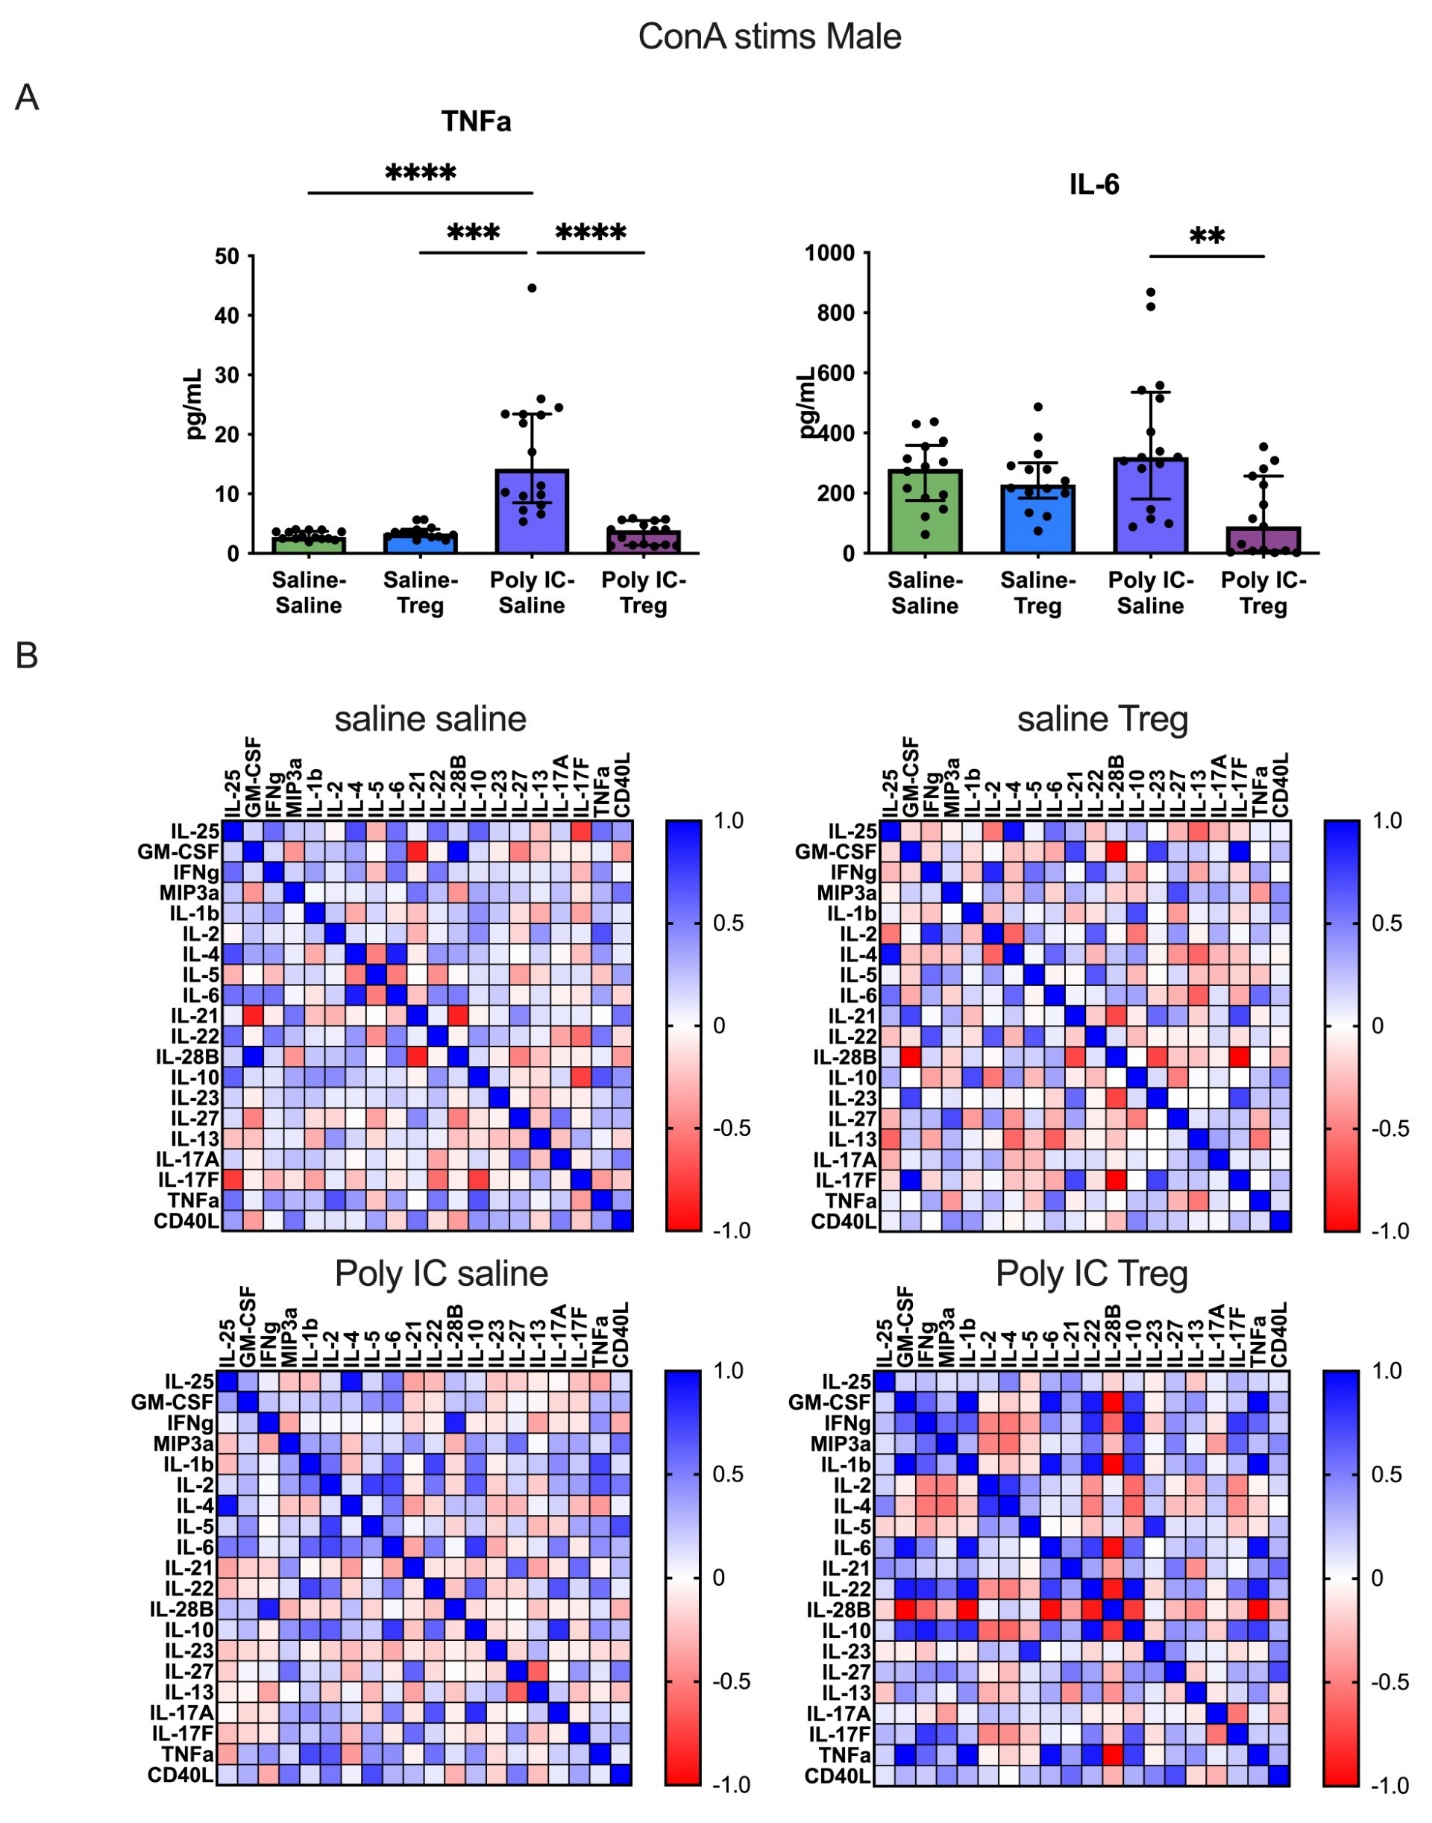 ConA stims Male
A
TNFa
****
*** ****
50
40
30
20
10
0
pg/mL
Saline-
Saline
Saline-
Treg
Poly IC-
Saline
Poly IC-
Treg
IL-6
**
1000
800
600
400
200
0
pg/mL
Saline-
Saline
Saline-
Treg
Poly IC-
Saline
Poly IC-
Treg
B
saline saline
IL-25 GM-CSF IFNg MIP3a IL-1b IL-2 IL-4 IL-5 IL-6 IL-21 IL-22 IL-28B IL-10 IL-23 IL-27 IL-13 IL-17A IL-17F TNFa CD40L
IL-25
GM-CSF
IFNg
MIP3a
IL-1b
IL-2
IL-4
IL-5
IL-6
IL-21
IL-22
IL-28B
IL-10
IL-23
IL-27
IL-13
IL-17A
IL-17F
TNFa
CD40L
1.0
0.5
0
-0.5
-1.0
saline Treg
IL-25 GM-CSF IFNg MIP3a IL-1b IL-2 IL-4 IL-5 IL-6 IL-21 IL-22 IL-28B IL-10 IL-23 IL-27 IL-13 IL-17A IL-17F TNFa CD40L
IL-25
GM-CSF
IFNg
MIP3a
IL-1b
IL-2
IL-4
IL-5
IL-6
IL-21
IL-22
IL-28B
IL-10
IL-23
IL-27
IL-13
IL-17A
IL-17F
TNFa
CD40L
1.0
0.5
0
-0.5
-1.0
Poly IC saline
IL-25 GM-CSF IFNg MIP3a IL-1b IL-2 IL-4 IL-5 IL-6 IL-21 IL-22 IL-28B IL-10 IL-23 IL-27 IL-13 IL-17A IL-17F TNFa CD40L
IL-25
GM-CSF
IFNg
MIP3a
IL-1b
IL-2
IL-4
IL-5
IL-6
IL-21
IL-22
IL-28B
IL-10
IL-23
IL-27
IL-13
IL-17A
IL-17F
TNFa
CD40L
1.0
0.5
0
-0.5
-1.0
Poly IC Treg
IL-25 GM-CSF IFNg MIP3a IL-1b IL-2 IL-4 IL-5 IL-6 IL-21 IL-22 IL-28B IL-10 IL-23 IL-27 IL-13 IL-17A IL-17F TNFa CD40L
IL-25
GM-CSF
IFNg
MIP3a
IL-1b
IL-2
IL-4
IL-5
IL-6
IL-21
IL-22
IL-28B
IL-10
IL-23
IL-27
IL-13
IL-17A
IL-17F
TNFa
CD40L
1.0
0.5
0
-0.5
-1.0